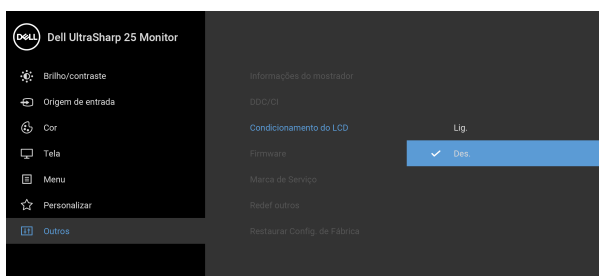 DELL Dell UltraSharp 25 Monitor
Brilho/contraste
Informações do mostrador
Origem de entrada
DDC/CI
Cor
Condicionamento do LCD
Lig.
Tela
Firmware
Des.
Menu
Marca de Serviço
Personalizar
Redef outros
Outros
Restaurar Config. de Fábrica